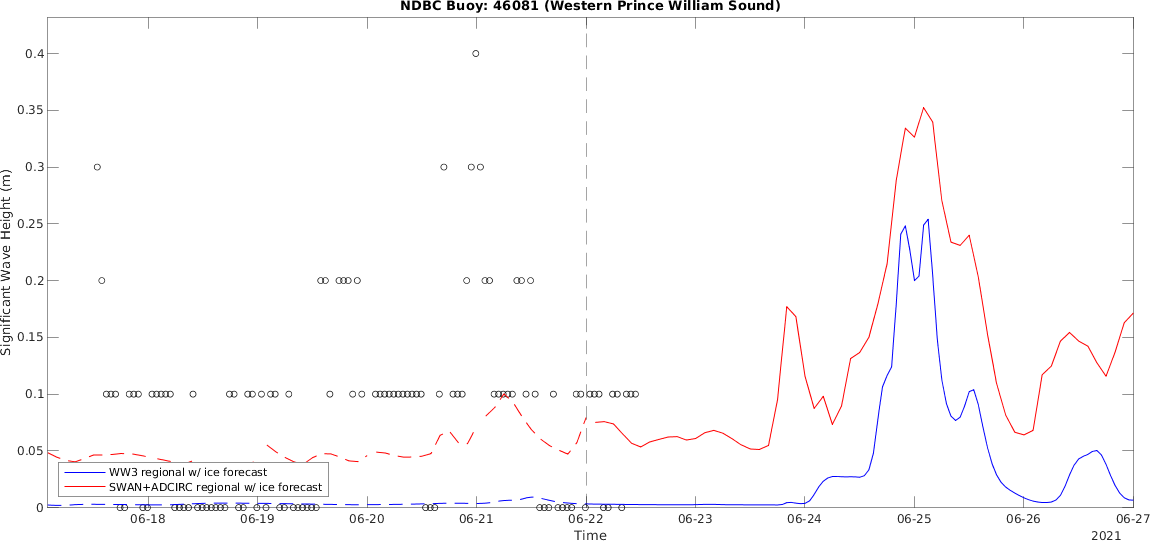 NDBC Buoy: 46081 (Western Prince William Sound)
0.4
0.35
0.3
0.25
0.2
0.15
0.1
0.05
0
Significant Wave Height (m)
WW3 regional w/ ice forecast
SWAN+ADCIRC regional w/ ice forecast
06-18 06-19 06-20 06-21 06-22 06-23 06-24 06-25 06-26 06-27
Time
2021